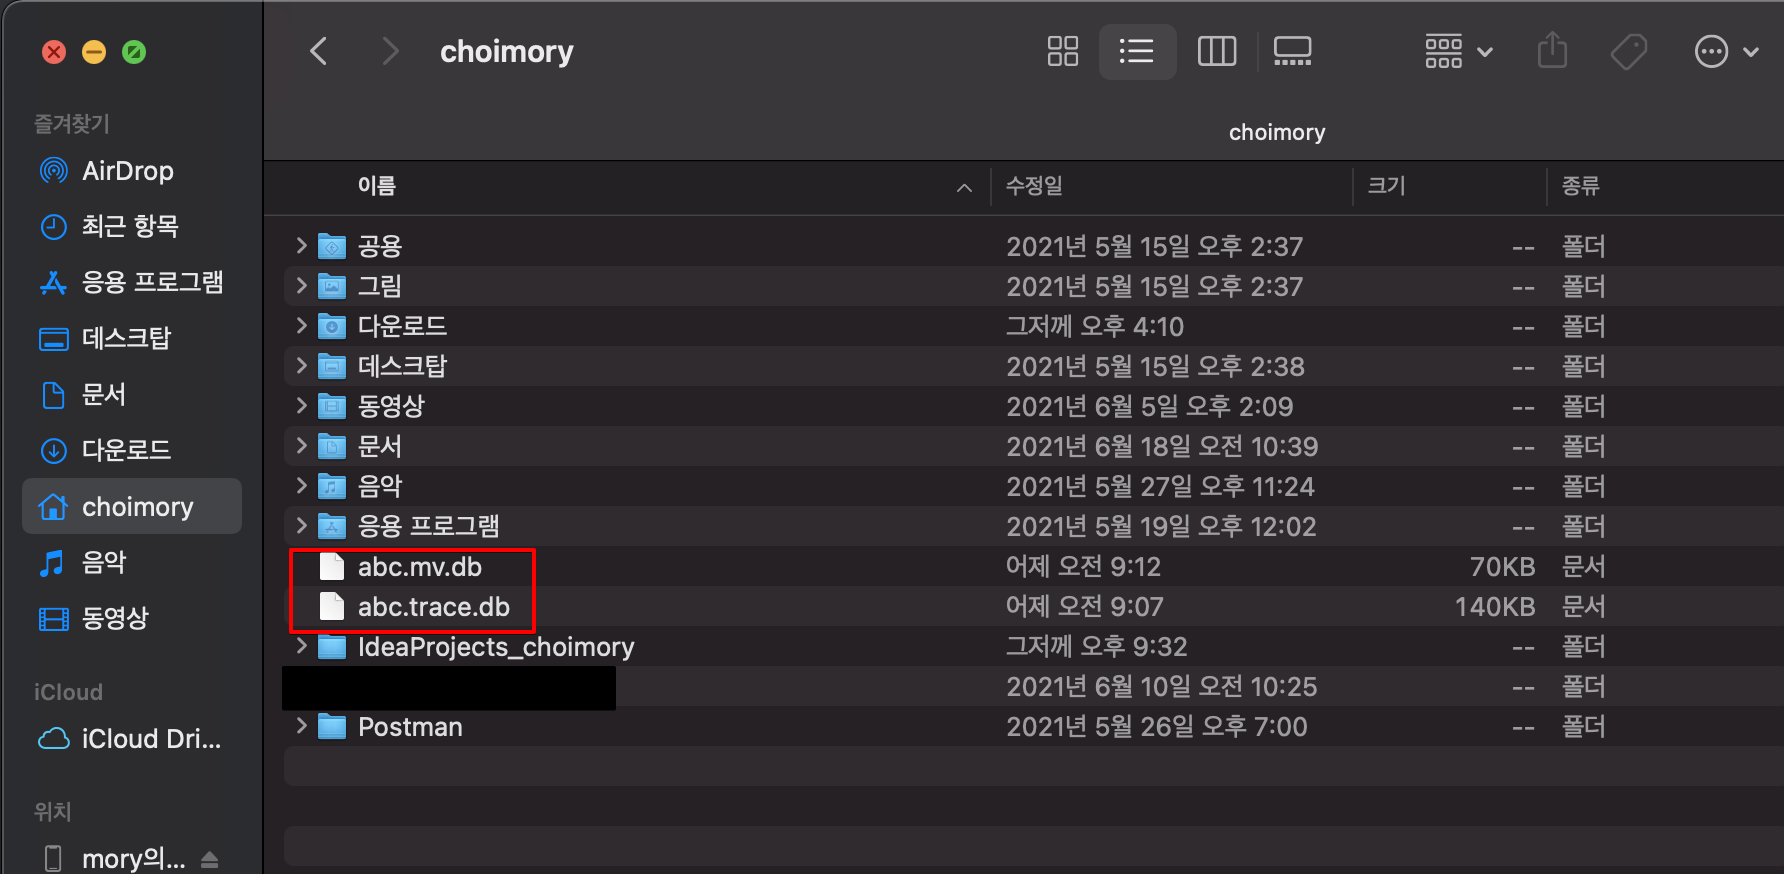 choimory
choimory
즐겨찾기
AirDrop
최근 항목
응용 프로그램
데스크탑
문서
다운로드
choimory
음악
동영상
iCloud
iCloud Dri...
위치
mory의...
이름 수정일 크기 종류
공용 2021년 5월 15일 오후 2:37 -- 폴더
그림 2021년 5월 15일 오후 2:37 -- 폴더
다운로드 그저께 오후 4:10 -- 폴더
데스크탑 2021년 5월 15일 오후 2:38 -- 폴더
동영상 2021년 6월 5일 오후 2:09 -- 폴더
문서 2021년 6월 18일 오전 10:39 -- 폴더
음악 2021년 5월 27일 오후 11:24 -- 폴더
응용 프로그램 2021년 5월 19일 오후 12:02 -- 폴더
abc.mv.db 어제 오전 9:12 70KB 문서
abc.trace.db 어제 오전 9:07 140KB 문서
IdeaProjects_choimory 그저께 오후 9:32 -- 폴더
2021년 6월 10일 오전 10:25 -- 폴더
Postman 2021년 5월 26일 오후 7:00 -- 폴더